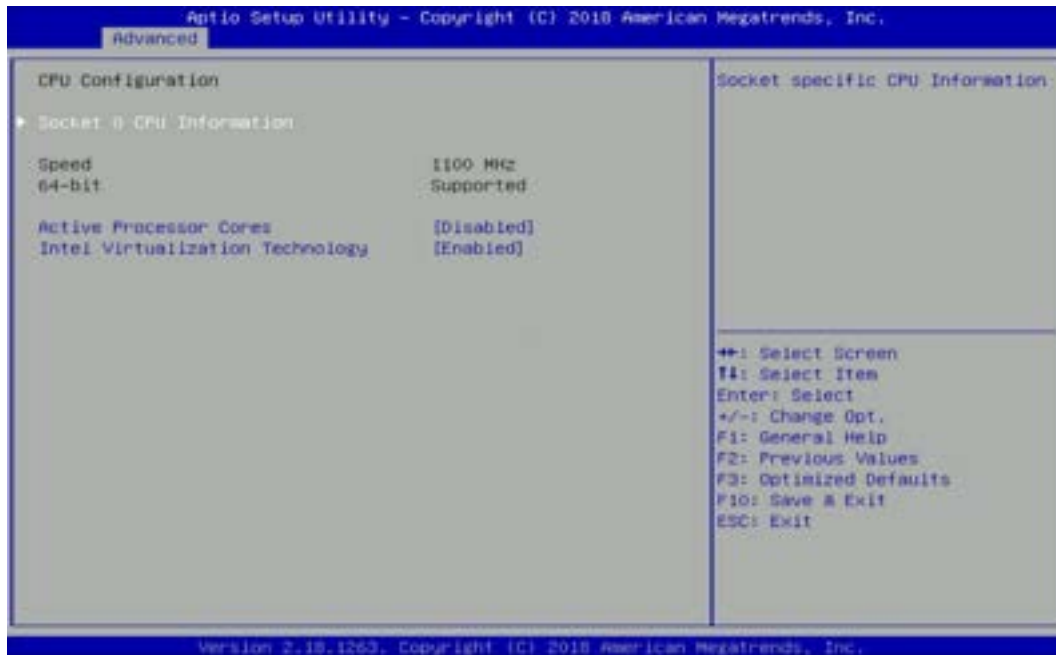 Aptio Setup Utility – Copyright (C) 2018 American Megatrends, Inc.
Advanced
CPU Configuration
Socket specific CPU Information
Socket 0 CPU Information
Speed 1100 MHz
64-bit Supported
Active Processor Cores [Disabled]
Intel Virtualization Technology [Enabled]
→←: Select Screen
↑↓: Select Item
Enter: Select
+/-: Change Opt.
F1: General Help
F2: Previous Values
F3: Optimized Defaults
F10: Save & Exit
ESC: Exit
Version 2.18.1263. Copyright (C) 2018 American Megatrends, Inc.